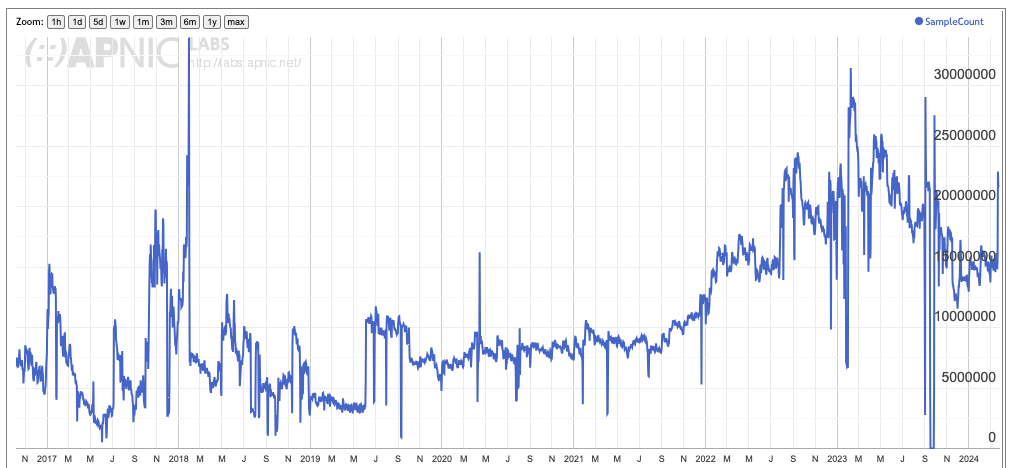 Zoom: 1h 1d 5d 1w 1m 3m 6m 1y max
SampleCount
(::)APNIC LABS
http://labs.apnic.net/
30000000
25000000
20000000
15000000
10000000
5000000
0
N 2017 M M J S N 2018 M M J S N 2019 M M J S N 2020 M M J S N 2021 M M J S N 2022 M M J S N 2023 M M J S N 2024